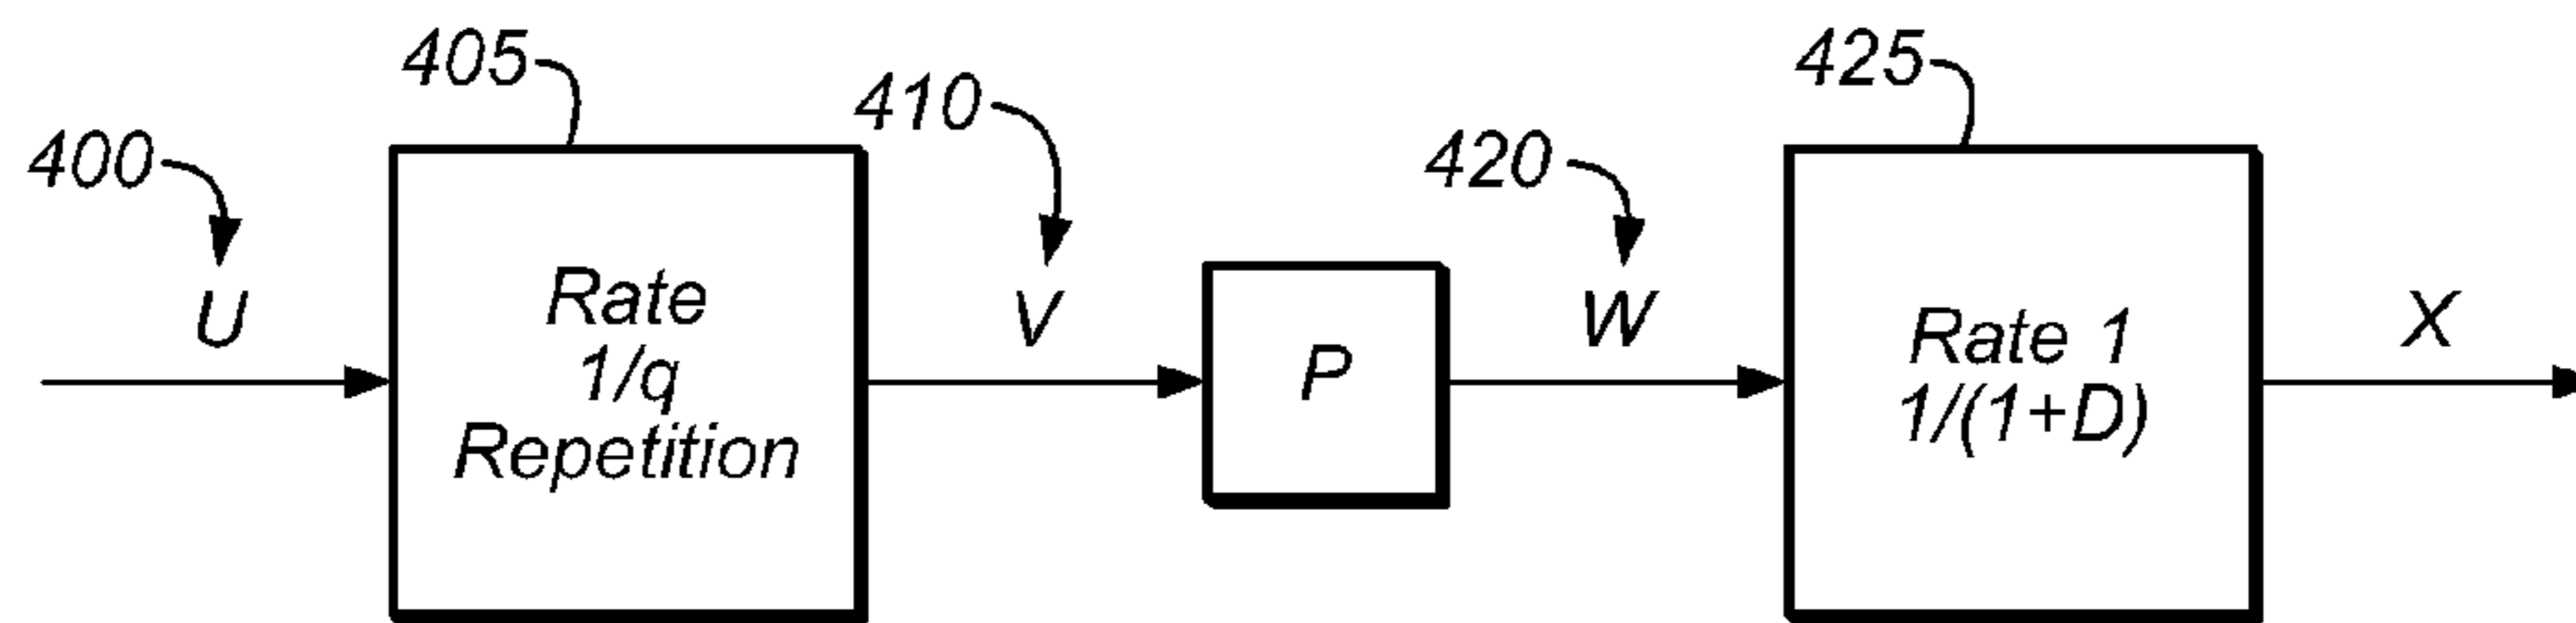 405
425
410
400
420
U
V
W
X
Rate
1/q
Repetition
P
Rate 1
1/(1+D)